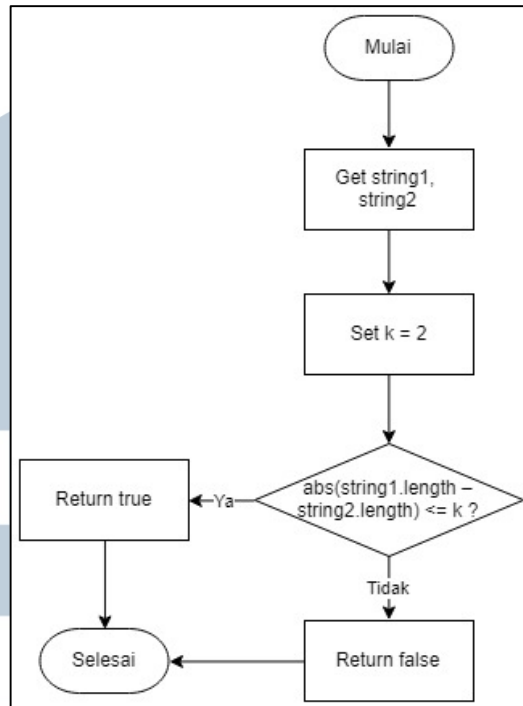 Mulai
Get string1,
string2
Set k = 2
abs(string1.length –
string2.length) <= k ?
Ya
Return true
Tidak
Return false
Selesai